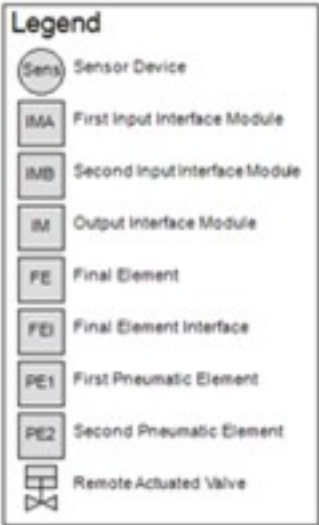 Legend
Sens Sensor Device
IMA First Input Interface Module
IMB Second Input Interface Module
IM Output Interface Module
FE Final Element
FEI Final Element Interface
PE1 First Pneumatic Element
PE2 Second Pneumatic Element
Remote Actuated Valve